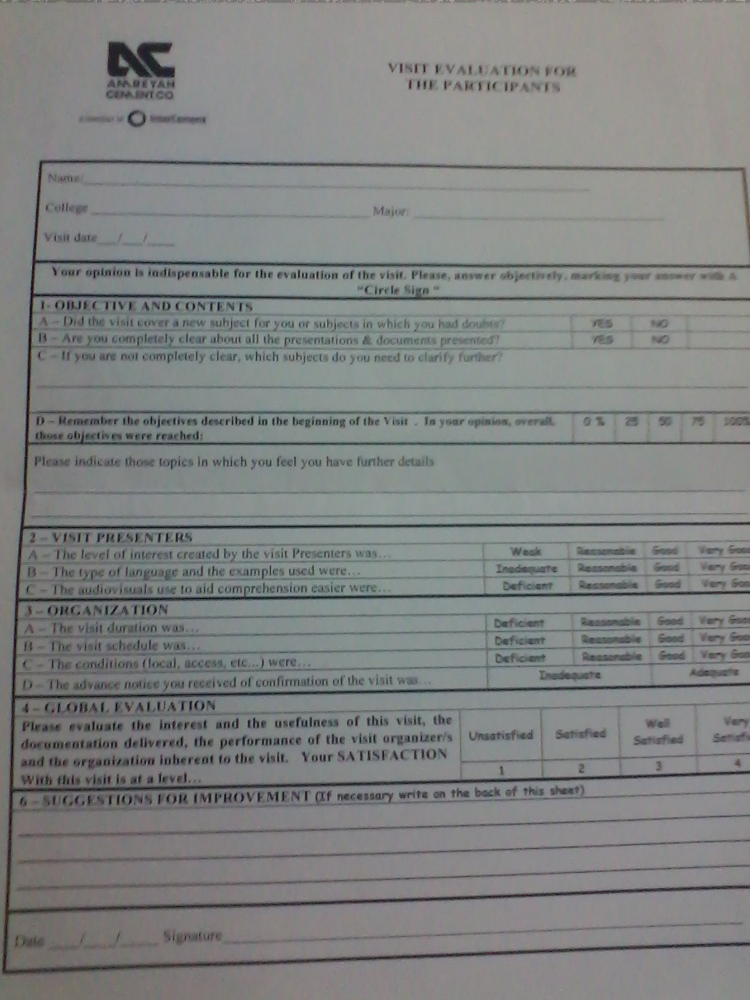 AC
AMREYAH
CEMENT CO
a member of InterCement
VISIT EVALUATION FOR
THE PARTICIPANTS
Name:
College Major:
Visit date / /
Your opinion is indispensable for the evaluation of the visit. Please, answer objectively, marking your answer with A
"Circle Sign "
1- OBJECTIVE AND CONTENTS
A – Did the visit cover a new subject for you or subjects in which you had doubts? YES NO
B – Are you completely clear about all the presentations & documents presented? YES NO
C – If you are not completely clear, which subjects do you need to clarify further?
D – Remember the objectives described in the beginning of the Visit . In your opinion, overall, 0 % 25 50 75 100%
those objectives were reached:
Please indicate those topics in which you feel you have further details
2 – VISIT PRESENTERS
A – The level of interest created by the visit Presenters was… Weak Reasonable Good Very Goo
B – The type of language and the examples used were… Inadequate Reasonable Good Very Goo
C – The audiovisuals use to aid comprehension easier were… Deficient Reasonable Good Very Goo
3 – ORGANIZATION
A – The visit duration was… Deficient Reasonable Good Very Goo
B – The visit schedule was… Deficient Reasonable Good Very Goo
C – The conditions (local, access, etc...) were… Deficient Reasonable Good Very Goo
D – The advance notice you received of confirmation of the visit was… Inadequate Adequate
4 – GLOBAL EVALUATION
Please evaluate the interest and the usefulness of this visit, the
documentation delivered, the performance of the visit organizer/s
and the organization inherent to the visit. Your SATISFACTION
With this visit is at a level…
Unsatisfied Satisfied Well Satisfied Very Satisfi
1 2 3 4
6 – SUGGESTIONS FOR IMPROVEMENT (If necessary write on the back of this sheet)
Date / / Signature